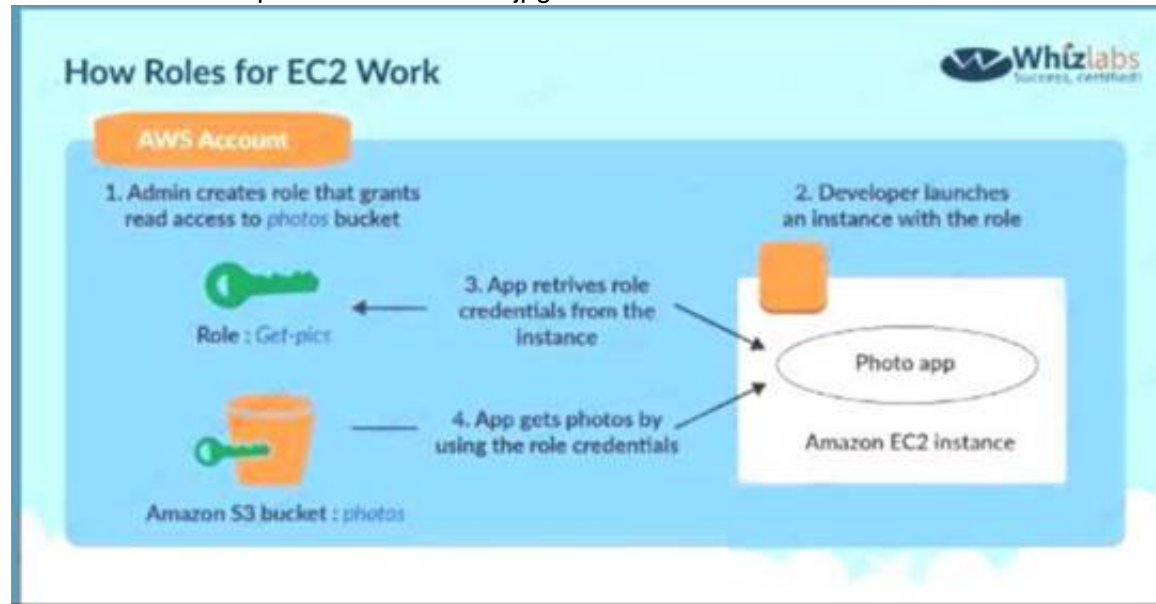 How Roles for EC2 Work
Whizlabs
Success, certified!
AWS Account
1. Admin creates role that grants
read access to photos bucket
2. Developer launches
an instance with the role
3. App retrives role
credentials from the
instance
Role : Get-pics
Photo app
4. App gets photos by
using the role credentials
Amazon EC2 instance
Amazon S3 bucket : photos